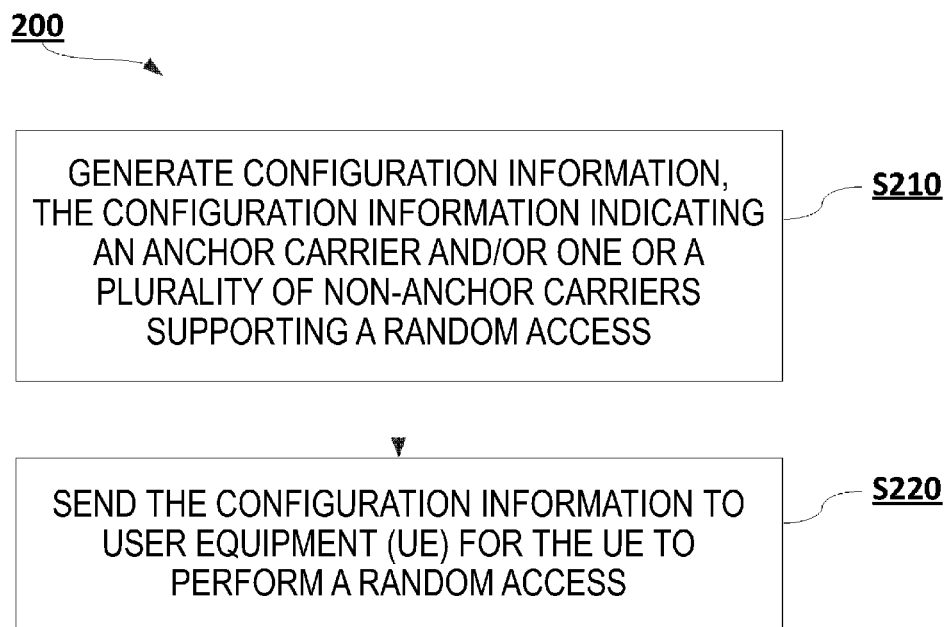 200
GENERATE CONFIGURATION INFORMATION,
THE CONFIGURATION INFORMATION INDICATING
AN ANCHOR CARRIER AND/OR ONE OR A
PLURALITY OF NON-ANCHOR CARRIERS
SUPPORTING A RANDOM ACCESS
S210
SEND THE CONFIGURATION INFORMATION TO
USER EQUIPMENT (UE) FOR THE UE TO
PERFORM A RANDOM ACCESS
S220